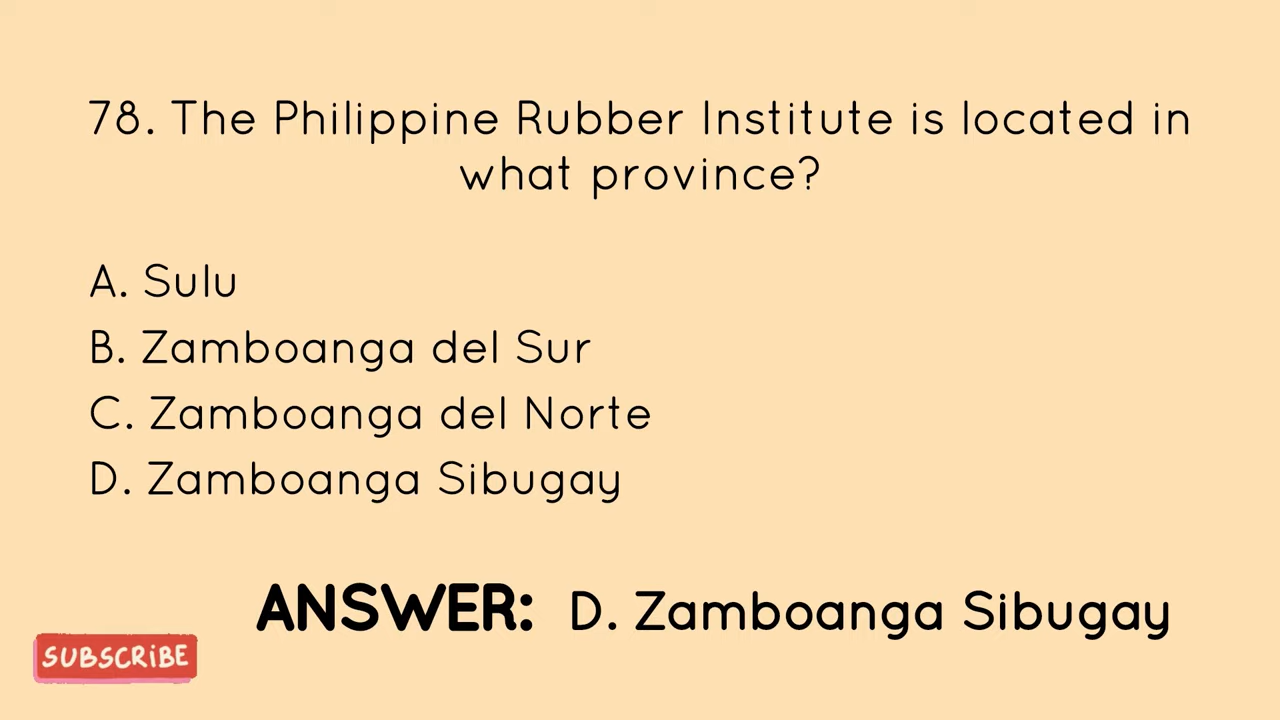 78. The Philippine Rubber Institute is located in
what province?
A. Sulu
B. Zamboanga del Sur
C. Zamboanga del Norte
D. Zamboanga Sibugay
ANSWER: D. Zamboanga Sibugay
SUBSCRIBE